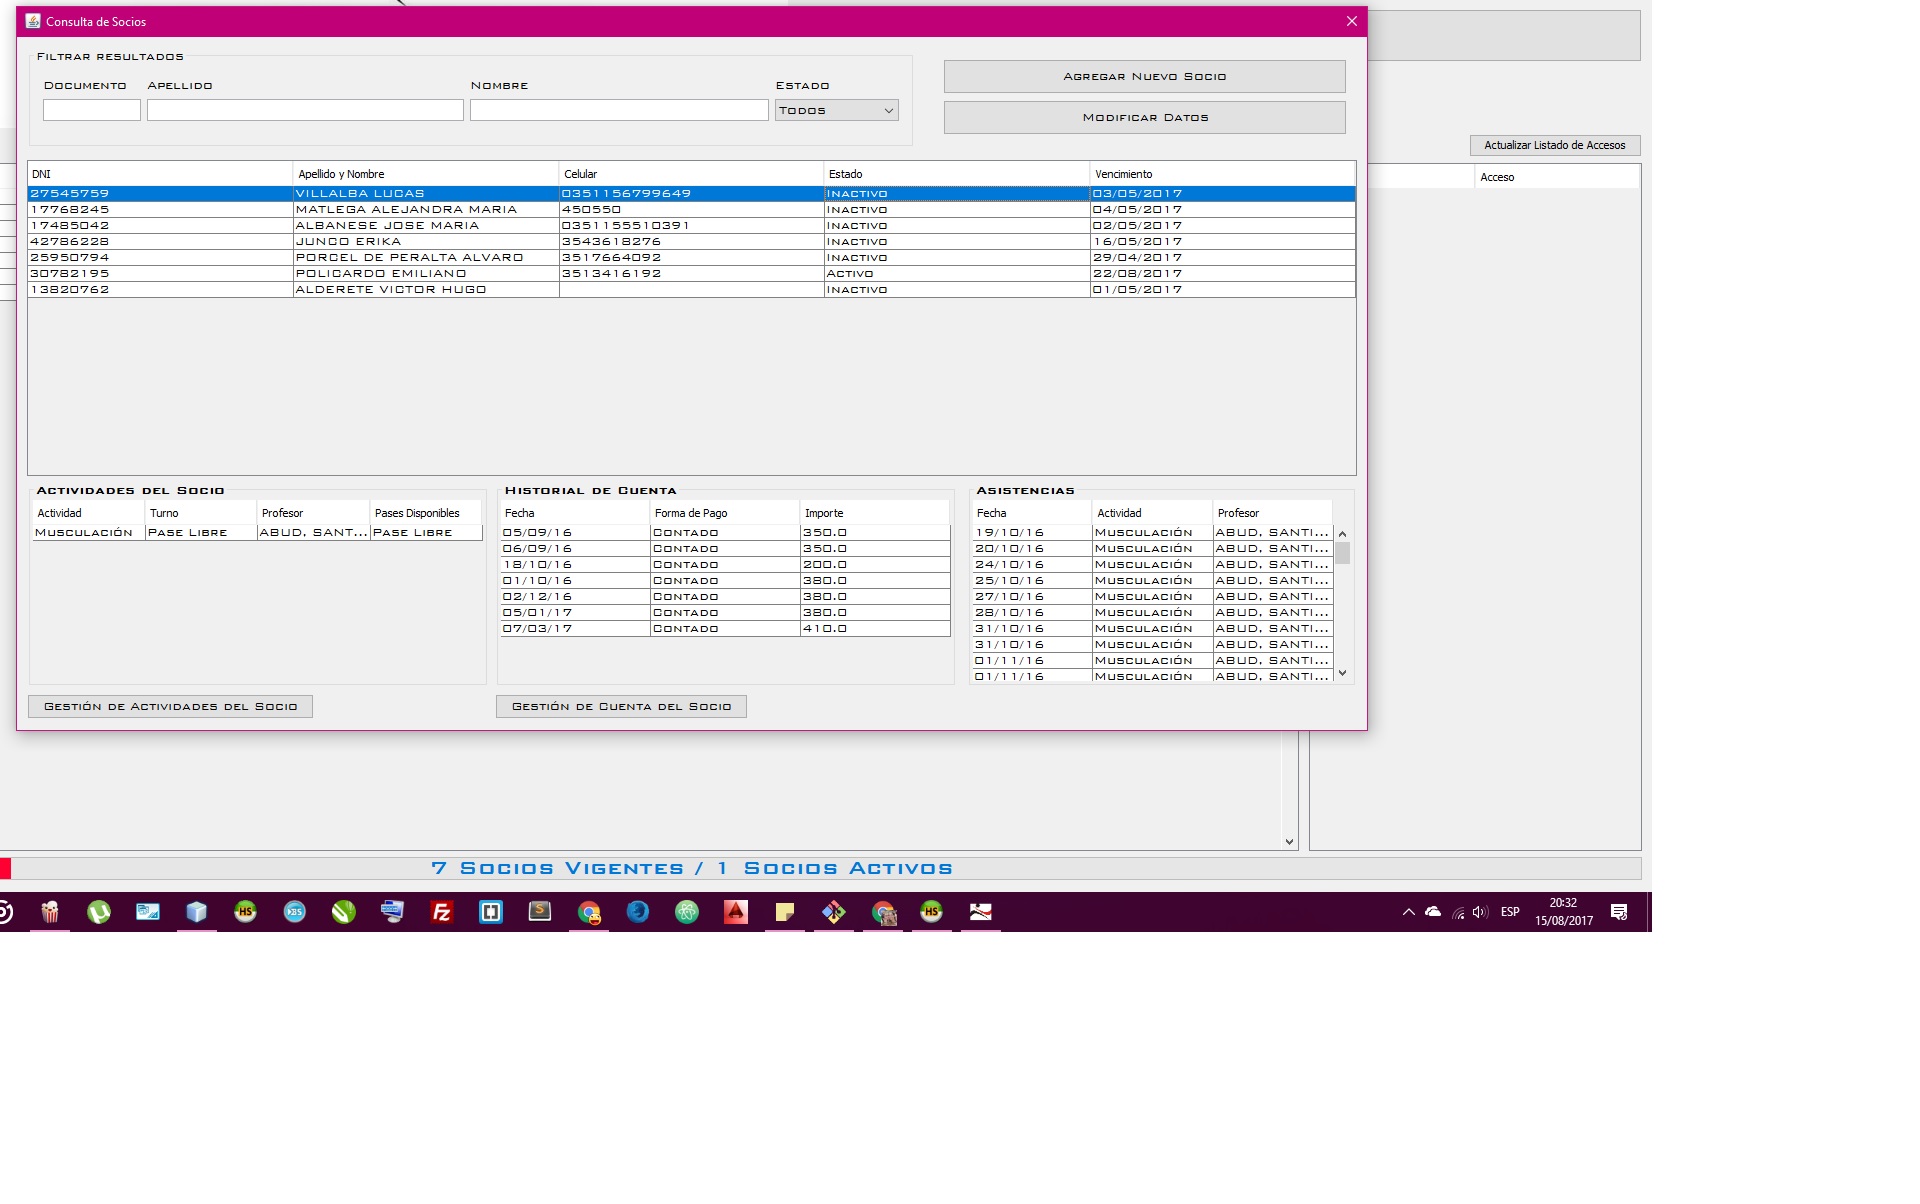 Consulta de Socios
Filtrar resultados
Documento Apellido Nombre Estado
Todos
Agregar Nuevo Socio
Modificar Datos
Actualizar Listado de Accesos
Acceso
DNI Apellido y Nombre Celular Estado Vencimiento
27545759 VILLALBA LUCAS 0351156799649 Inactivo 03/05/2017
17768245 MATLEGA ALEJANDRA MARIA 450550 Inactivo 04/05/2017
17485042 ALBANESE JOSE MARIA 0351155510391 Inactivo 02/05/2017
42786228 JUNCO ERIKA 3543618276 Inactivo 16/05/2017
25950794 PORCEL DE PERALTA ALVARO 3517664092 Inactivo 29/04/2017
30782195 POLICARDO EMILIANO 3513416192 Activo 22/08/2017
13820762 ALDERETE VICTOR HUGO Inactivo 01/05/2017
Actividades del Socio
Actividad Turno Profesor Pases Disponibles
Musculación Pase Libre ABUD, SANT... Pase Libre
Gestión de Actividades del Socio
Historial de Cuenta
Fecha Forma de Pago Importe
05/09/16 Contado 350.0
06/09/16 Contado 350.0
18/10/16 Contado 200.0
01/10/16 Contado 380.0
02/12/16 Contado 380.0
05/01/17 Contado 380.0
07/03/17 Contado 410.0
Gestión de Cuenta del Socio
Asistencias
Fecha Actividad Profesor
19/10/16 Musculación ABUD, SANTI...
20/10/16 Musculación ABUD, SANTI...
24/10/16 Musculación ABUD, SANTI...
25/10/16 Musculación ABUD, SANTI...
27/10/16 Musculación ABUD, SANTI...
28/10/16 Musculación ABUD, SANTI...
31/10/16 Musculación ABUD, SANTI...
31/10/16 Musculación ABUD, SANTI...
01/11/16 Musculación ABUD, SANTI...
01/11/16 Musculación ABUD, SANTI...
7 Socios Vigentes / 1 Socios Activos
HS
Fz
S
HS
ESP
20:32
15/08/2017